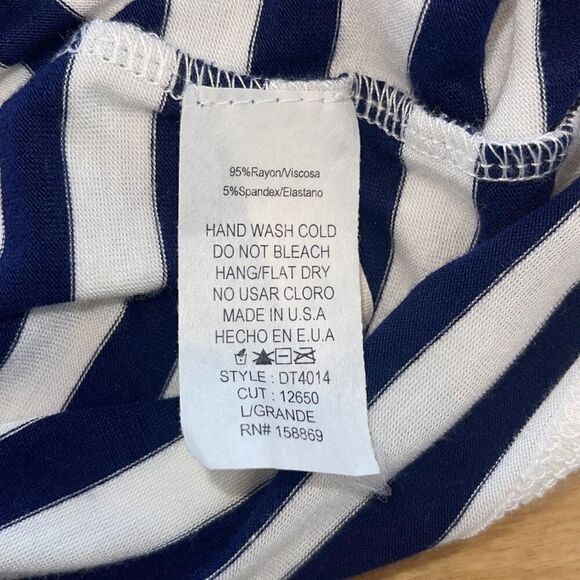 95%Rayon/Viscosa
5%Spandex/Elastano
HAND WASH COLD
DO NOT BLEACH
HANG/FLAT DRY
NO USAR CLORO
MADE IN U.S.A
HECHO EN E.U.A
STYLE : DT4014
CUT : 12650
L/GRANDE
RN# 158869